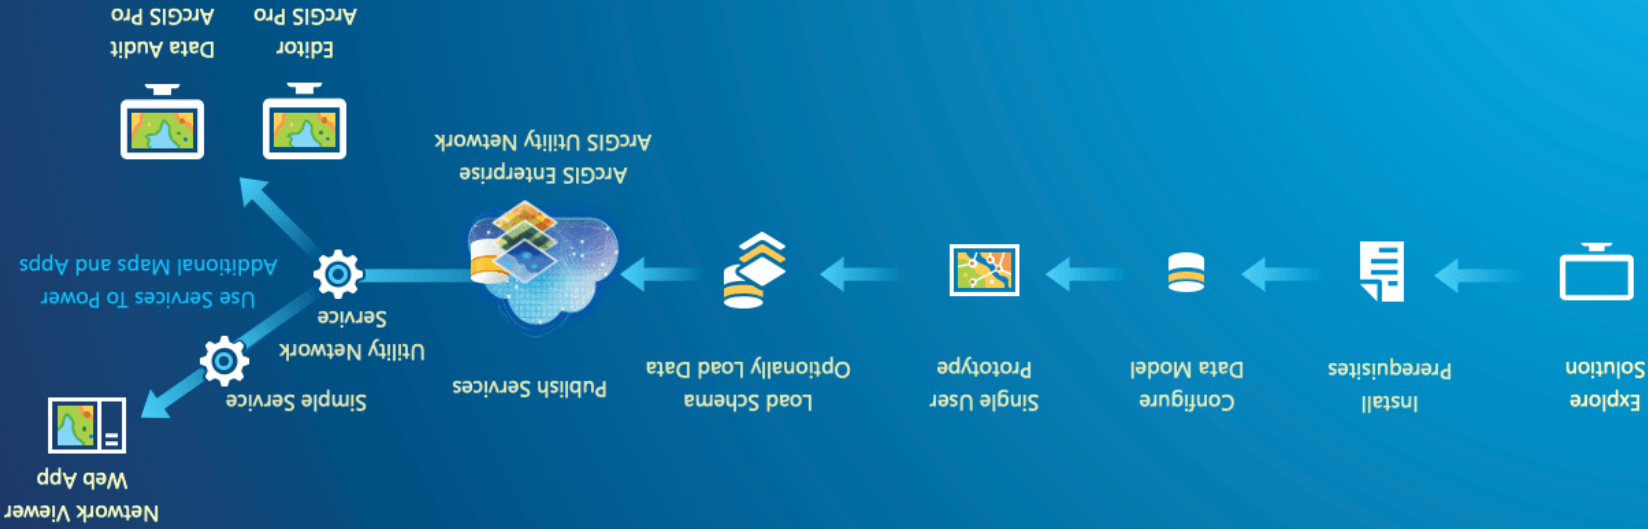 Explore
Solution
Install
Prerequisites
Configure
Data Model
Single User
Prototype
Load Schema
Optionally Load Data
Publish Services
ArcGIS Enterprise
ArcGIS Utility Network
Network Viewer
Web App
Simple Service
Utility Network
Service
Use Services To Power
Additional Maps and Apps
Editor
ArcGIS Pro
Data Audit
ArcGIS Pro